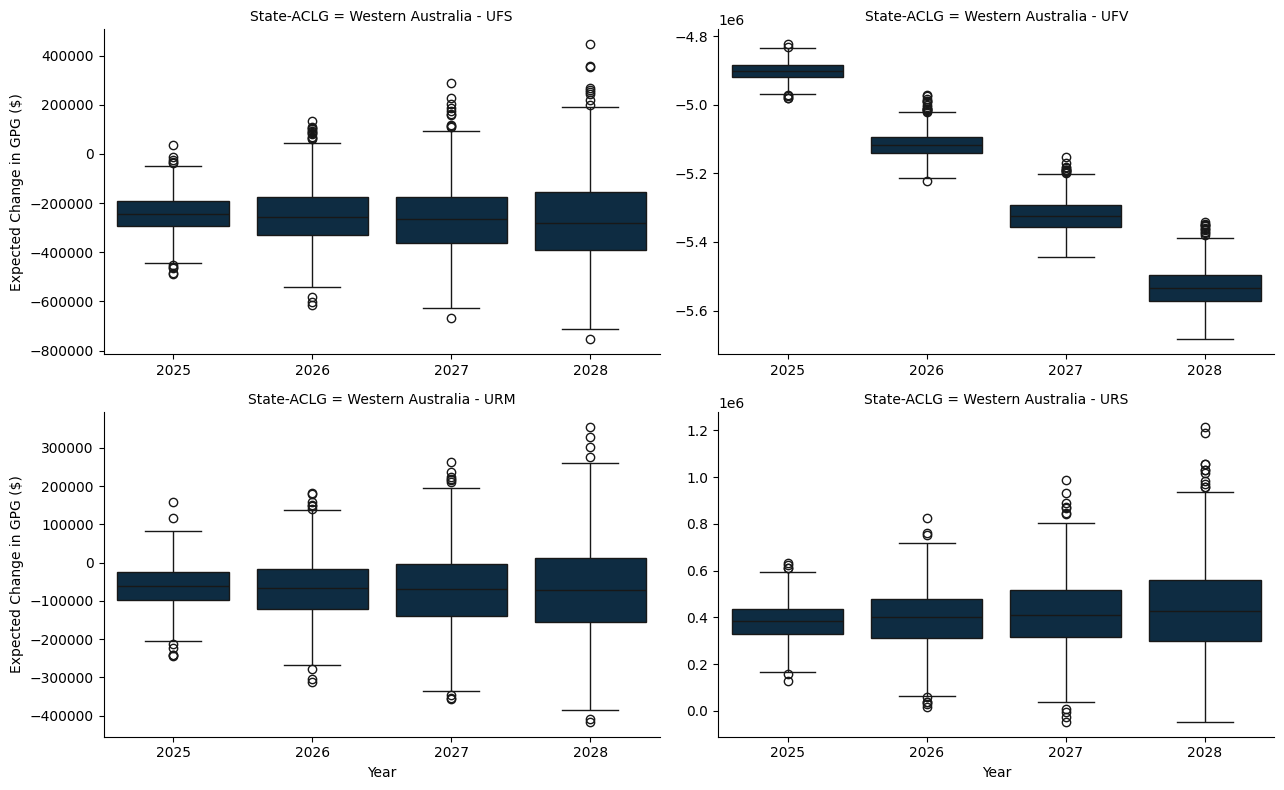 State-ACLG = Western Australia - UFS
Expected Change in GPG ($)
400000
200000
0
−200000
−400000
−600000
−800000
2025 2026 2027 2028
State-ACLG = Western Australia - UFV
1e6
−4.8
−5.0
−5.2
−5.4
−5.6
2025 2026 2027 2028
State-ACLG = Western Australia - URM
Expected Change in GPG ($)
300000
200000
100000
0
−100000
−200000
−300000
−400000
2025 2026 2027 2028
Year
State-ACLG = Western Australia - URS
1e6
1.2
1.0
0.8
0.6
0.4
0.2
0.0
2025 2026 2027 2028
Year